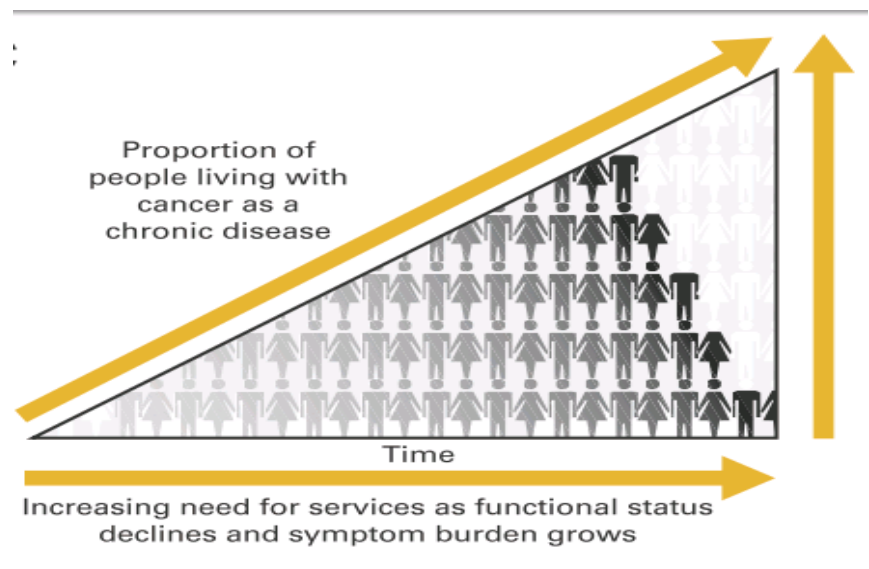 Proportion of
people living with
cancer as a
chronic disease
Time
Increasing need for services as functional status
declines and symptom burden grows